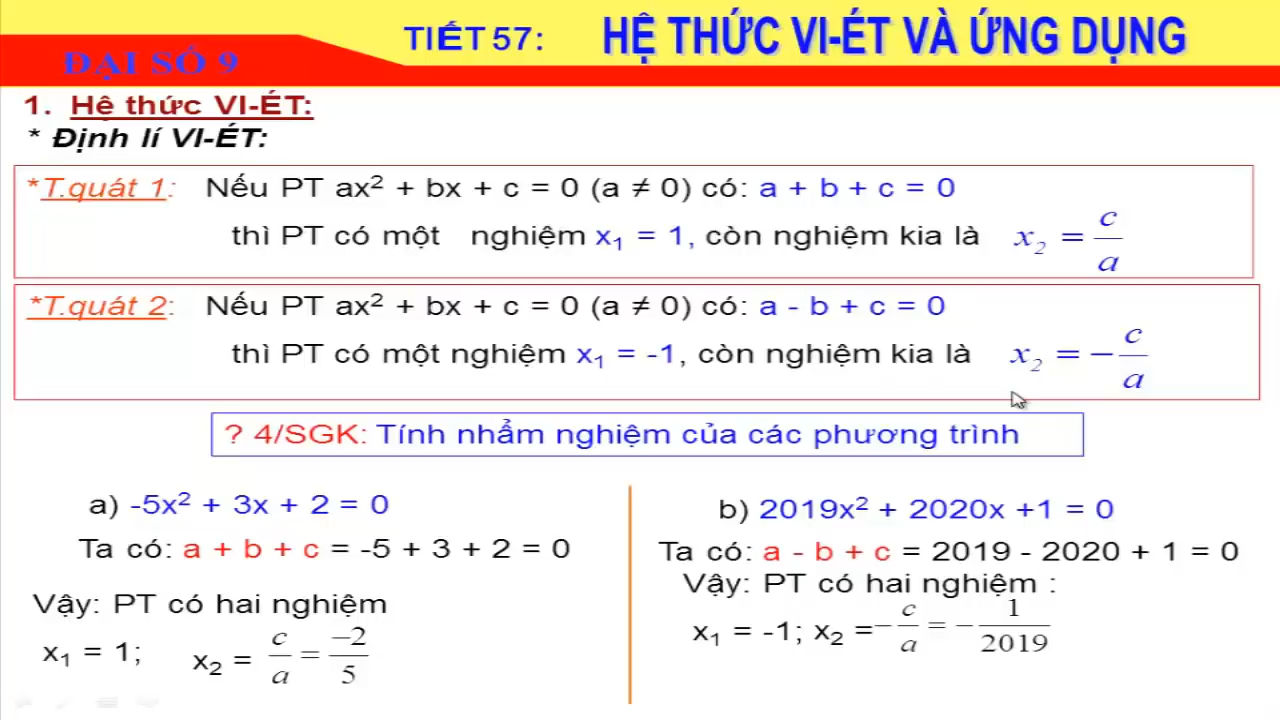 TIẾT 57: HỆ THỨC VI-ÉT VÀ ỨNG DỤNG
ĐẠI SỐ 9
1. Hệ thức VI-ÉT:
* Định lí VI-ÉT:
*T.quát 1: Nếu PT ax² + bx + c = 0 (a ≠ 0) có: a + b + c = 0
thì PT có một nghiệm x₁ = 1, còn nghiệm kia là x₂ = c/a
*T.quát 2: Nếu PT ax² + bx + c = 0 (a ≠ 0) có: a - b + c = 0
thì PT có một nghiệm x₁ = -1, còn nghiệm kia là x₂ = − c/a
? 4/SGK: Tính nhẩm nghiệm của các phương trình
a) -5x² + 3x + 2 = 0
Ta có: a + b + c = -5 + 3 + 2 = 0
Vậy: PT có hai nghiệm
x₁ = 1; x₂ = c/a = −2/5
b) 2019x² + 2020x +1 = 0
Ta có: a - b + c = 2019 - 2020 + 1 = 0
Vậy: PT có hai nghiệm :
x₁ = -1; x₂ = − c/a = − 1/2019